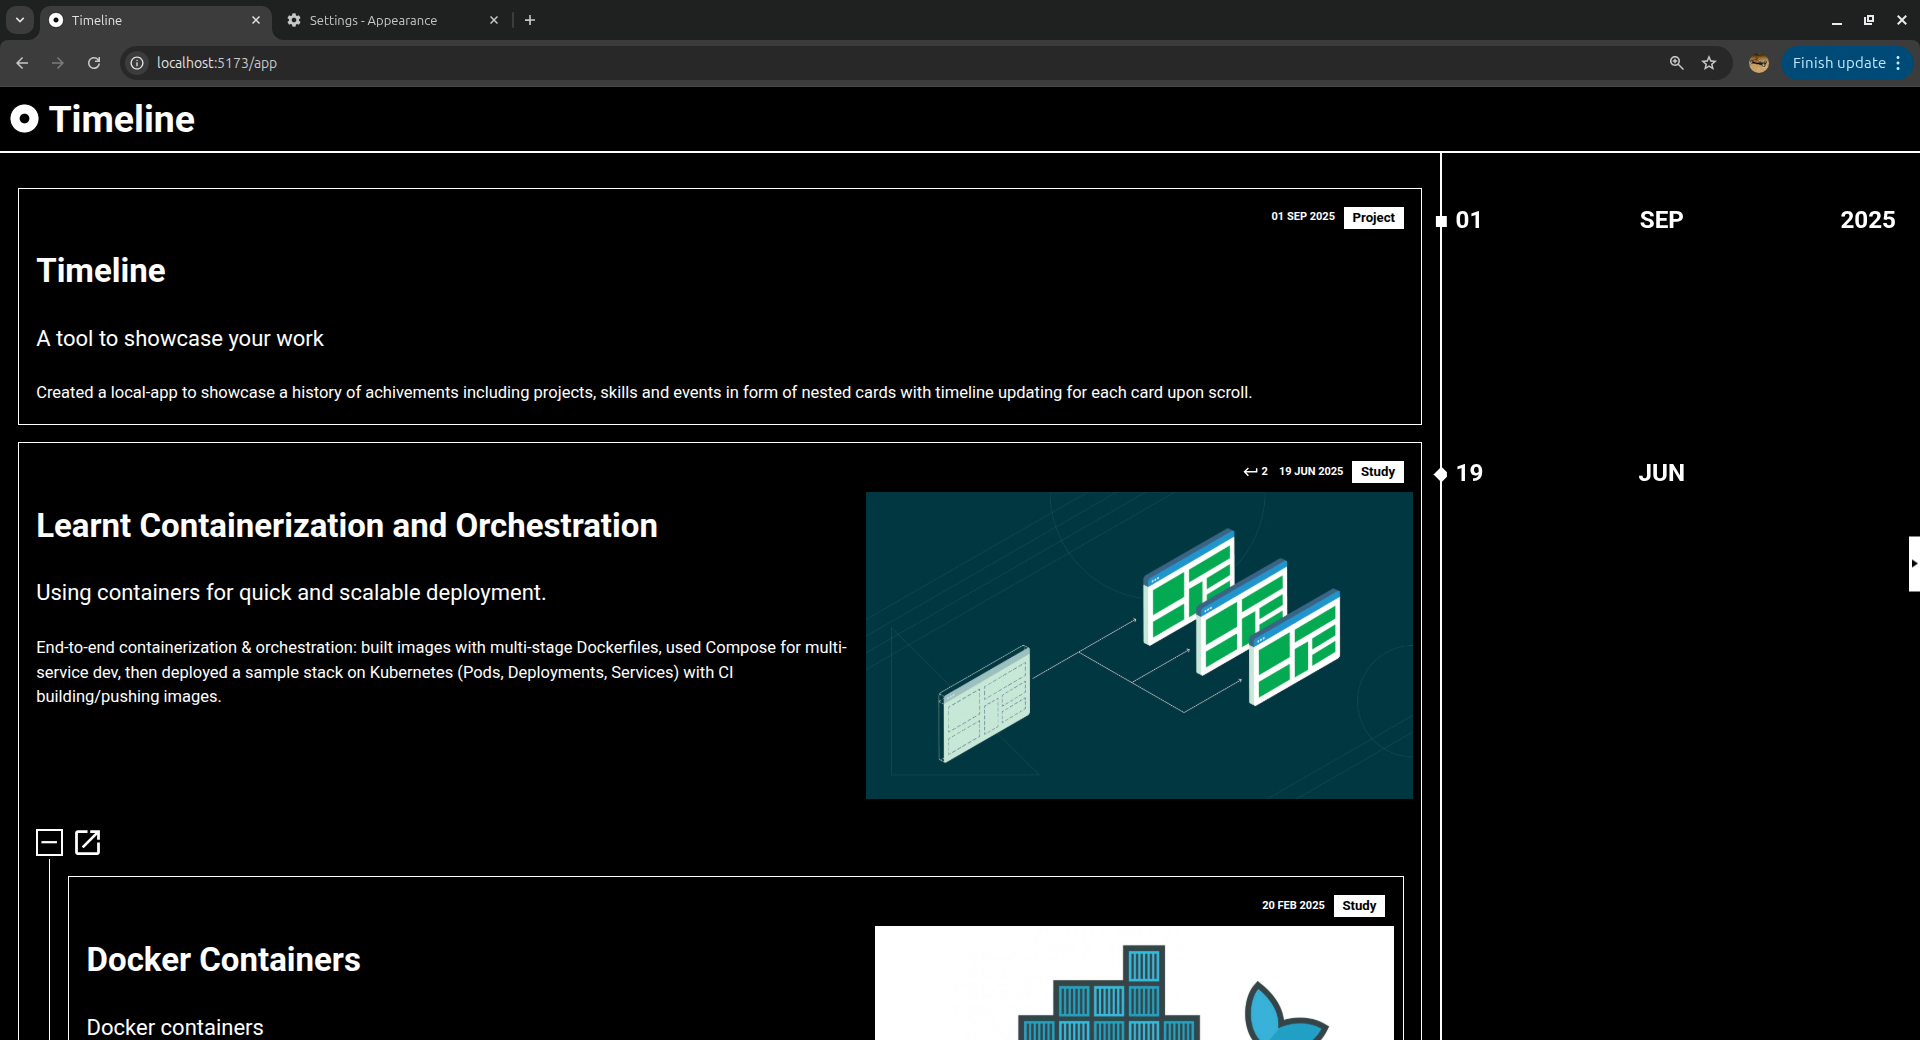 Timeline
Settings - Appearance
localhost:5173/app
Finish update
Timeline
01 SEP 2025 Project
01 SEP 2025
Timeline
A tool to showcase your work
Created a local-app to showcase a history of achivements including projects, skills and events in form of nested cards with timeline updating for each card upon scroll.
2 19 JUN 2025 Study
19 JUN
Learnt Containerization and Orchestration
Using containers for quick and scalable deployment.
End-to-end containerization & orchestration: built images with multi-stage Dockerfiles, used Compose for multi-
service dev, then deployed a sample stack on Kubernetes (Pods, Deployments, Services) with CI
building/pushing images.
20 FEB 2025 Study
Docker Containers
Docker containers